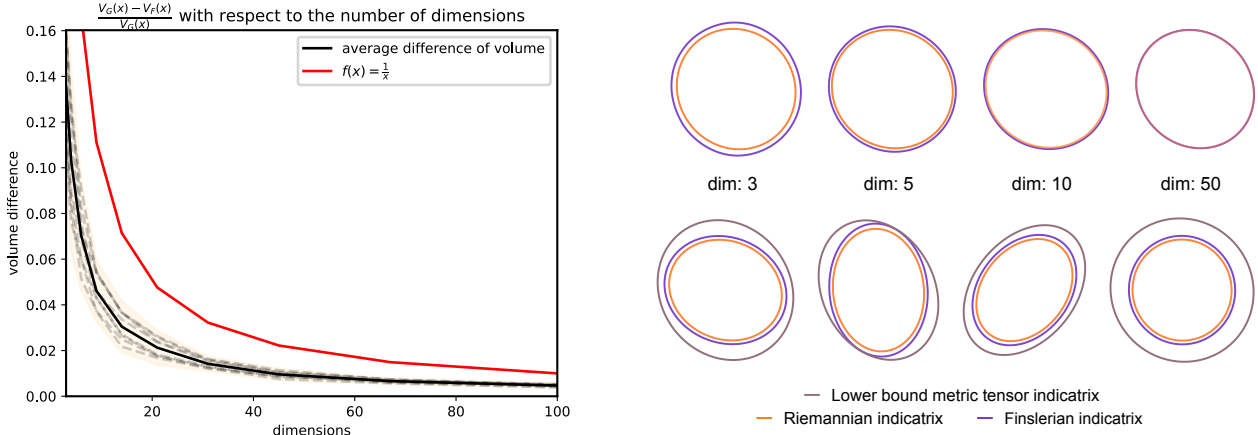 $\frac{V_G(x) - V_F(x)}{V_G(x)}$ with respect to the number of dimensions
average difference of volume
$f(x) = \frac{1}{x}$
volume difference
0.16
0.14
0.12
0.10
0.08
0.06
0.04
0.02
0.00
20
40
60
80
100
dimensions
dim: 3
dim: 5
dim: 10
dim: 50
Lower bound metric tensor indicatrix
Riemannian indicatrix
Finslerian indicatrix